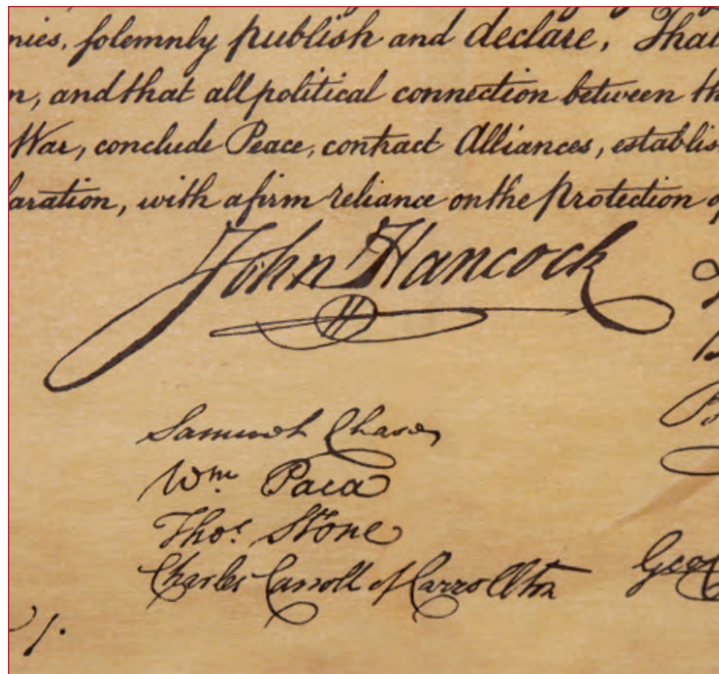 nies, solemnly publish and declare, That
n, and that all political connection between th
War, conclude Peace, contract Alliances, establis
laration, with a firm reliance on the Protection o
John Hancock
H
Samuel Chase
Wm. Paca
Thos. Stone
Charles Carroll of Carrollton
Geo